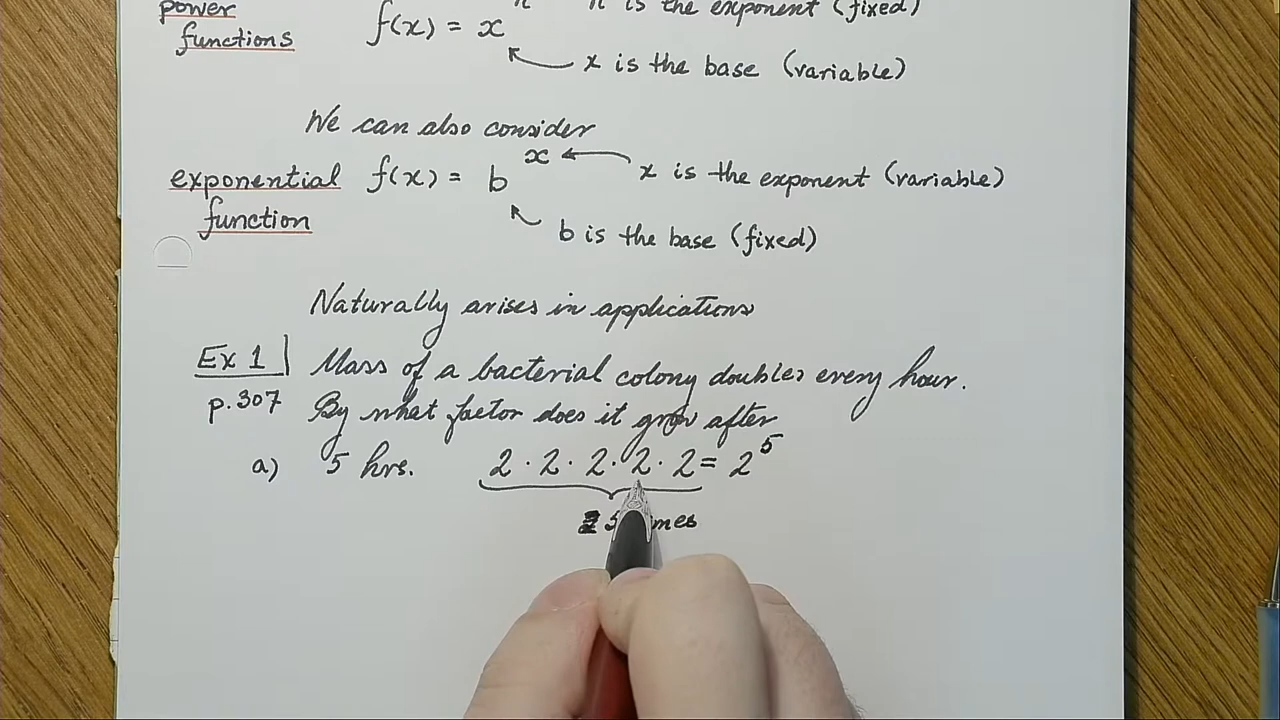 power n n is the exponent (fixed)
functions f(x) = x
x is the base (variable)
We can also consider
exponential f(x) = b^x x is the exponent (variable)
function
b is the base (fixed)
Naturally arises in applications
Ex 1 Mass of a bacterial colony doubles every hour.
p.307 By what factor does it grow after
a) 5 hrs. 2 · 2 · 2 · 2 · 2 = 2^5